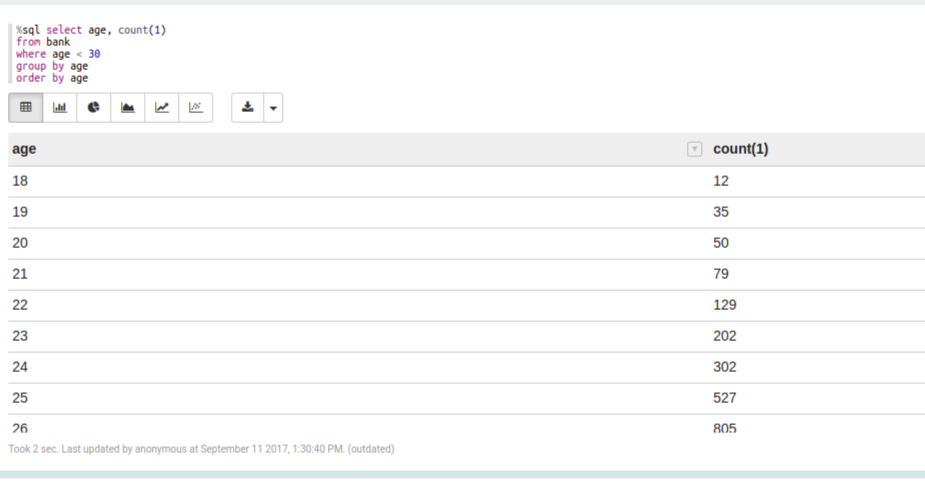 %sql select age, count(1)
from bank
where age < 30
group by age
order by age
age count(1)
18 12
19 35
20 50
21 79
22 129
23 202
24 302
25 527
26 805
Took 2 sec. Last updated by anonymous at September 11 2017, 1:30:40 PM. (outdated)